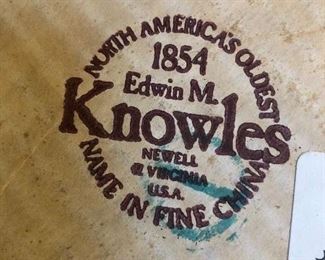 NORTH AMERICA'S OLDEST
1854
Edwin M.
Knowles
NEWELL
W. VIRGINIA
U.S.A.
NAME IN FINE CHINA